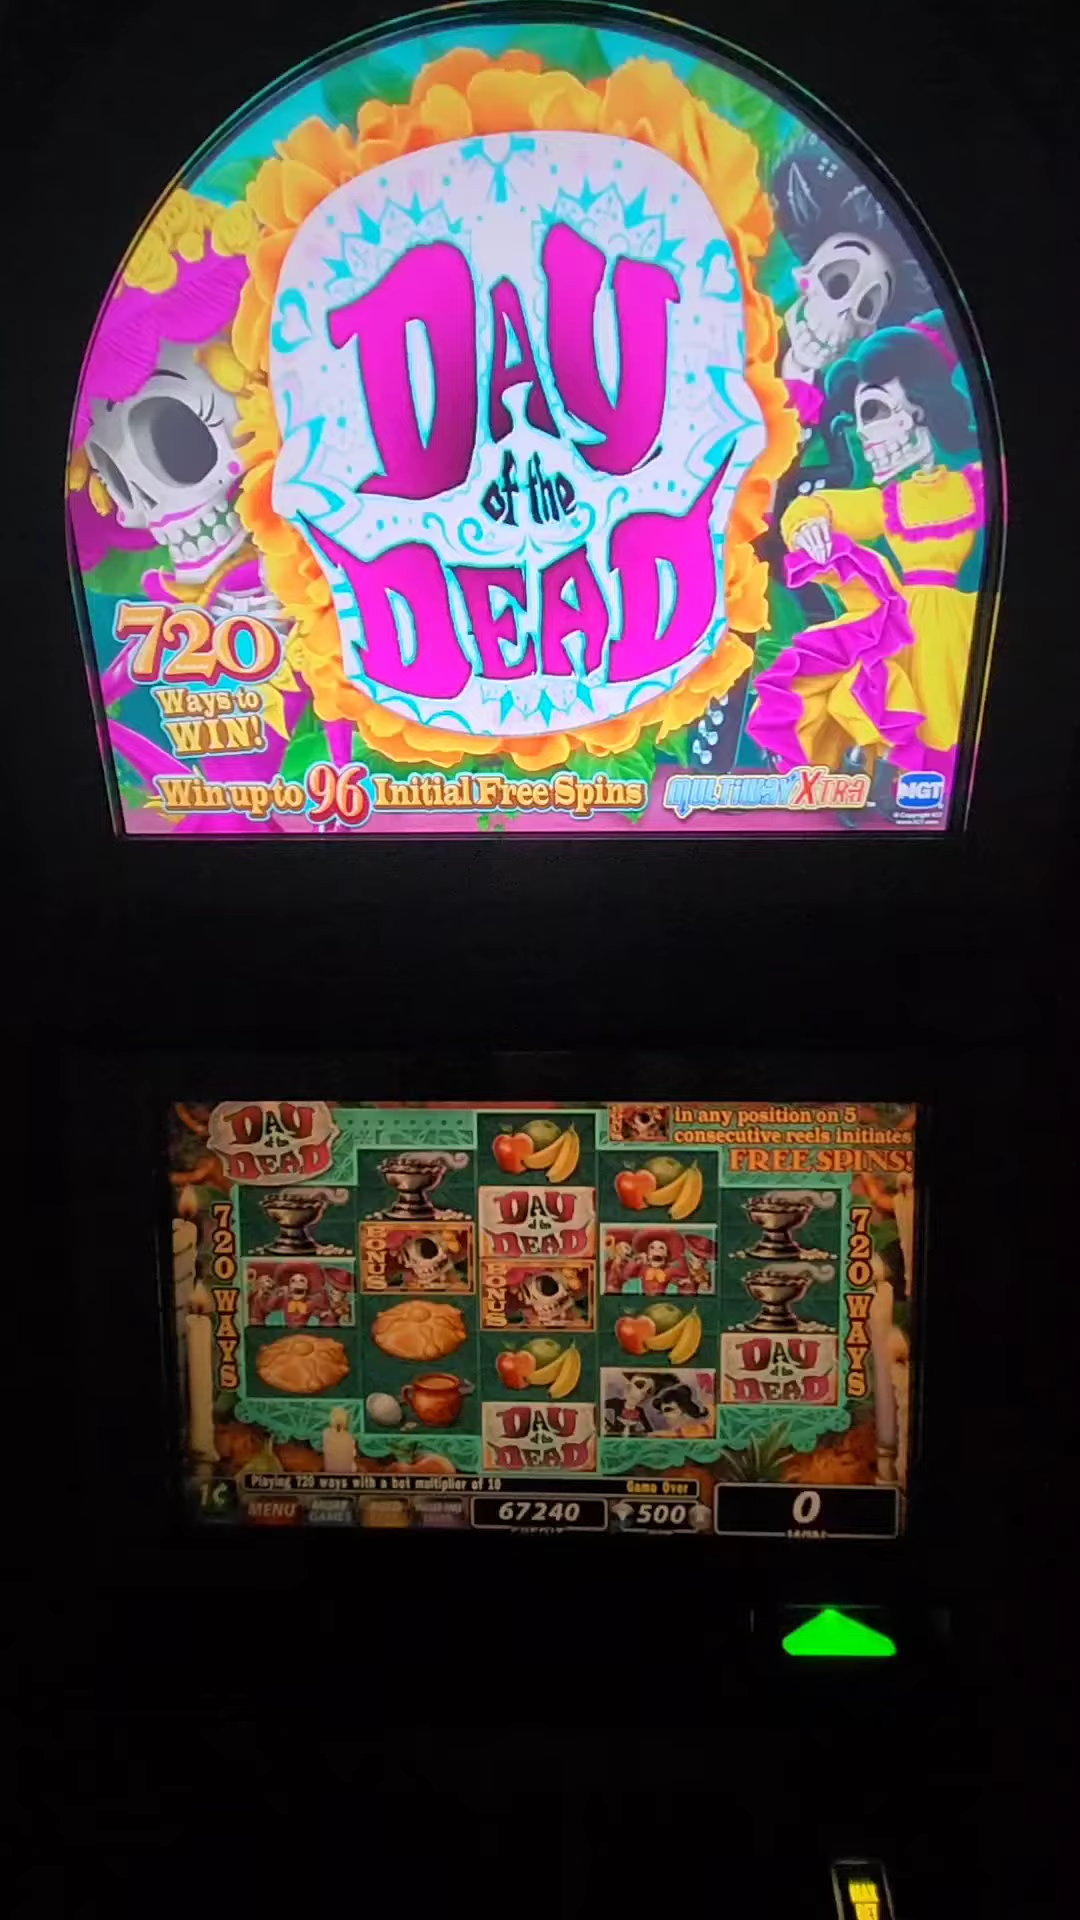 DAY
of the
DEAD
720
Ways to
WIN!
Win up to 96 Initial Free Spins
MULTIWAY XTRA
IGT
DAY
of the
DEAD
in any position on 5
consecutive reels initiates
FREE SPINS!
720 WAYS
720 WAYS
BONUS
DAY
of the
DEAD
BONUS
DAY
of the
DEAD
DAY
of the
DEAD
Playing 720 ways with a bet multiplier of 10
Game Over
1¢
MENU
GAMES
67240
500
0